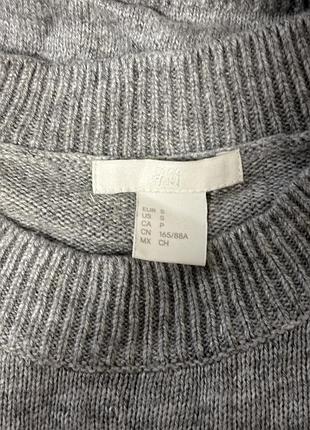 H&M
EUR S
US S
CA P
CN 165/88A
MX CH